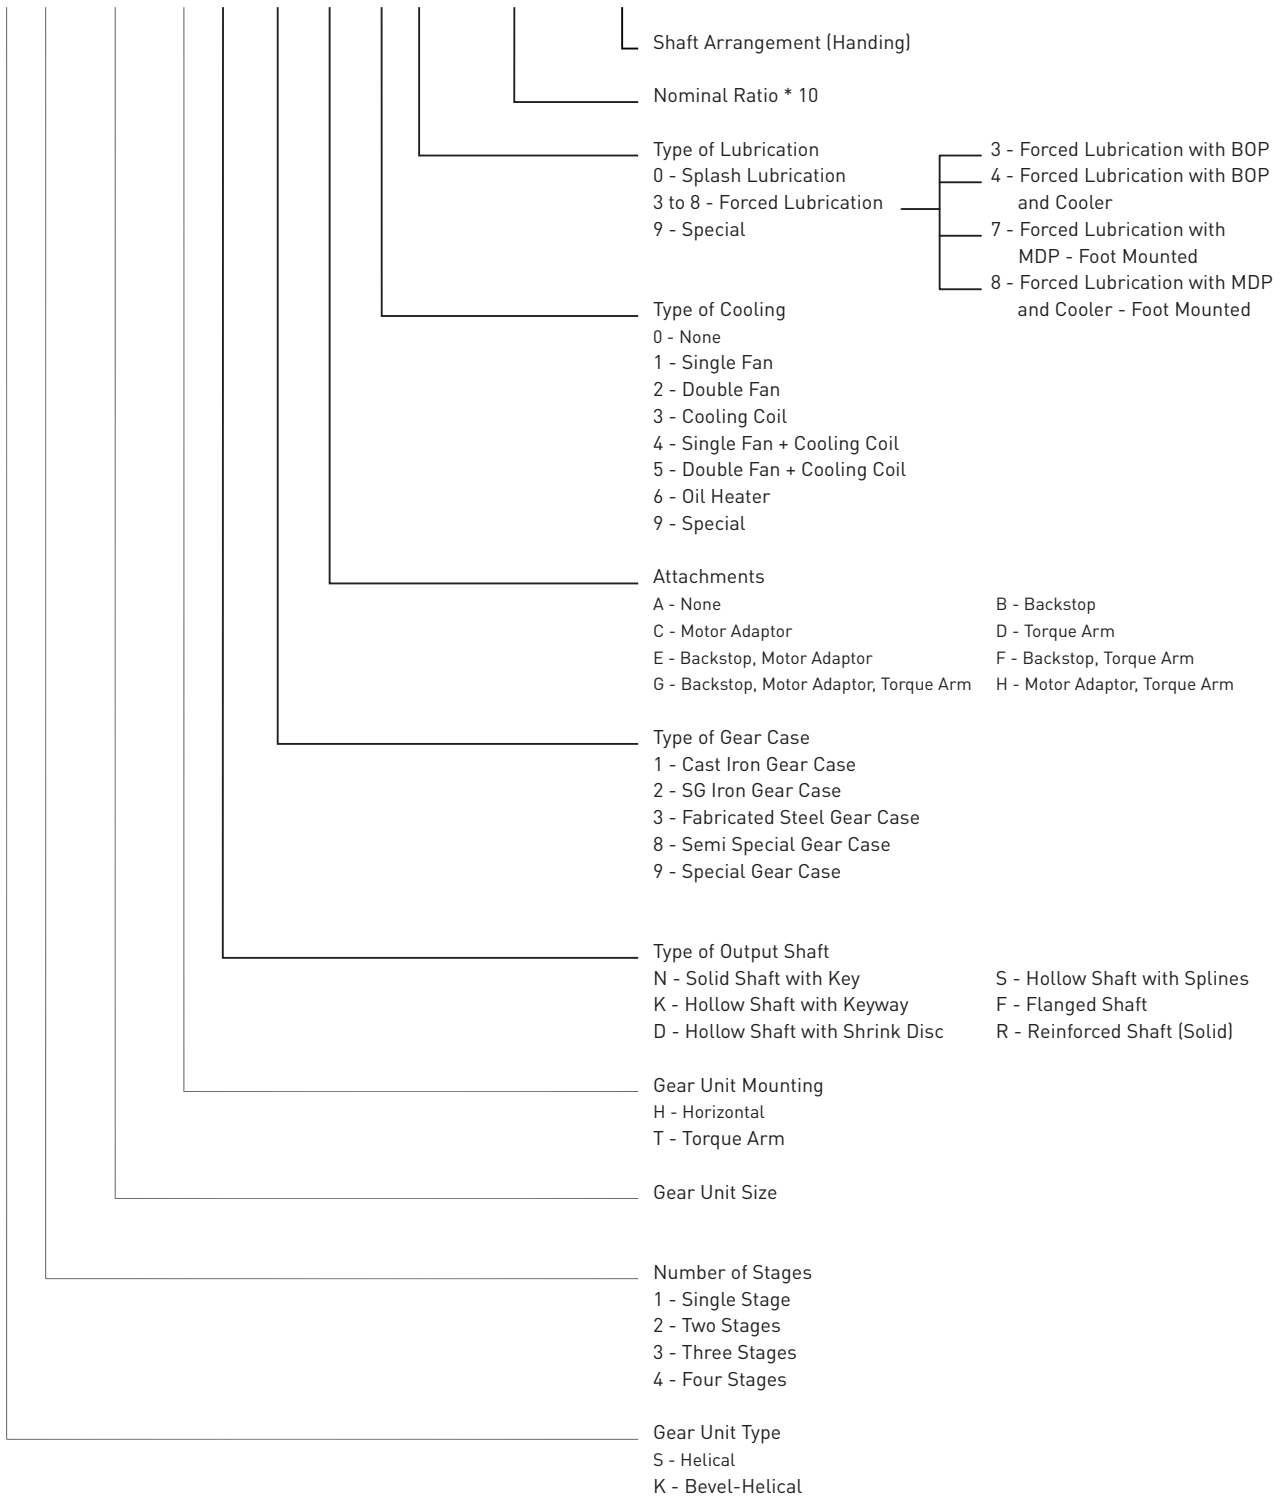 Shaft Arrangement (Handing)
Nominal Ratio * 10
Type of Lubrication
0 - Splash Lubrication
3 to 8 - Forced Lubrication
9 - Special
3 - Forced Lubrication with BOP
4 - Forced Lubrication with BOP
and Cooler
7 - Forced Lubrication with
MDP - Foot Mounted
8 - Forced Lubrication with MDP
and Cooler - Foot Mounted
Type of Cooling
0 - None
1 - Single Fan
2 - Double Fan
3 - Cooling Coil
4 - Single Fan + Cooling Coil
5 - Double Fan + Cooling Coil
6 - Oil Heater
9 - Special
Attachments
A - None B - Backstop
C - Motor Adaptor D - Torque Arm
E - Backstop, Motor Adaptor F - Backstop, Torque Arm
G - Backstop, Motor Adaptor, Torque Arm H - Motor Adaptor, Torque Arm
Type of Gear Case
1 - Cast Iron Gear Case
2 - SG Iron Gear Case
3 - Fabricated Steel Gear Case
8 - Semi Special Gear Case
9 - Special Gear Case
Type of Output Shaft
N - Solid Shaft with Key S - Hollow Shaft with Splines
K - Hollow Shaft with Keyway F - Flanged Shaft
D - Hollow Shaft with Shrink Disc R - Reinforced Shaft (Solid)
Gear Unit Mounting
H - Horizontal
T - Torque Arm
Gear Unit Size
Number of Stages
1 - Single Stage
2 - Two Stages
3 - Three Stages
4 - Four Stages
Gear Unit Type
S - Helical
K - Bevel-Helical